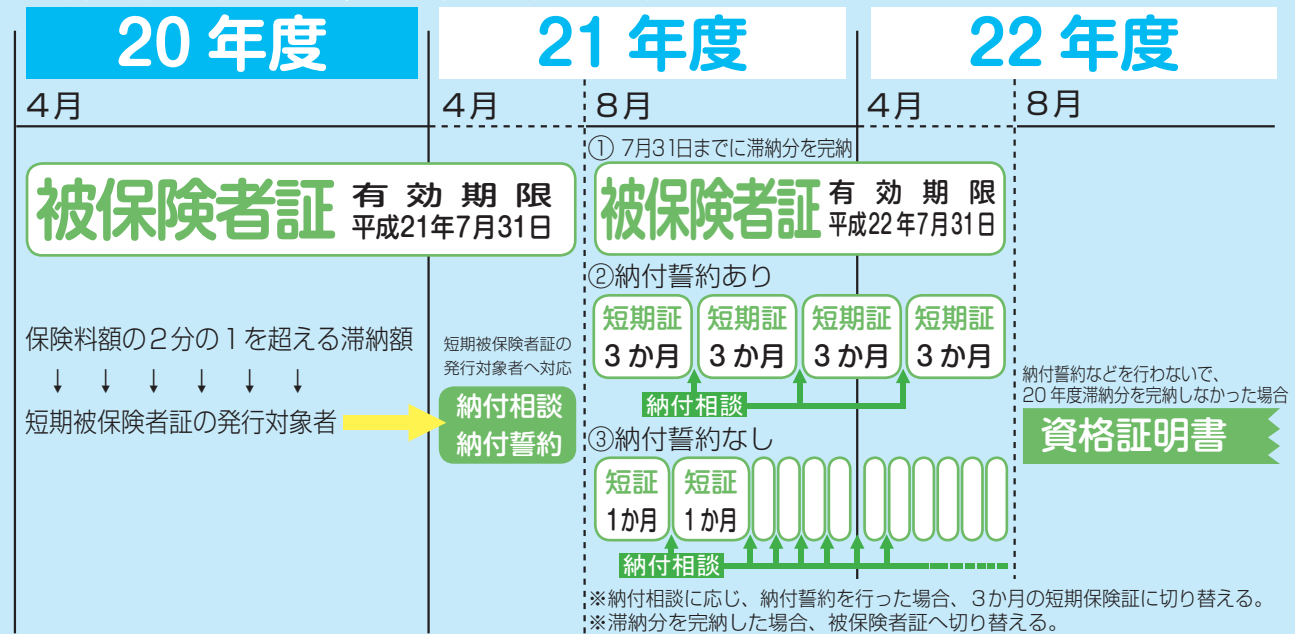 20年度
21年度
22年度
4月
4月
8月
4月
8月
被保険者証
有効期限
平成21年7月31日
保険料額の2分の1を超える滞納額
↓ ↓ ↓ ↓ ↓ ↓
短期被保険者証の発行対象者
短期被保険者証の
発行対象者へ対応
納付相談
納付誓約
① 7月31日までに滞納分を完納
被保険者証
有効期限
平成22年7月31日
②納付誓約あり
短期証
3か月
短期証
3か月
短期証
3か月
短期証
3か月
納付相談
③納付誓約なし
短証
1か月
短証
1か月
納付相談
※納付相談に応じ、納付誓約を行った場合、3か月の短期保険証に切り替える。
※滞納分を完納した場合、被保険者証へ切り替える。
納付誓約などを行わないで、
20年度滞納分を完納しなかった場合
資格証明書